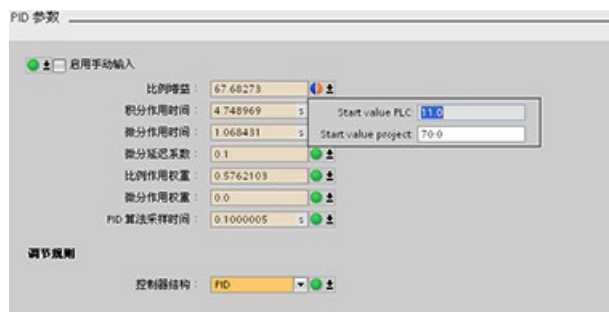 PID 参数
启用手动输入
比例增益： 67.68273
积分作用时间： 4.748969 s
Start value PLC: 11.0
微分作用时间： 1.068431 s
Start value project: 70.0
微分延迟系数： 0.1
比例作用权重： 0.5762103
微分作用权重： 0.0
PID 算法采样时间： 0.1000005 s
调节规则
控制器结构： PID